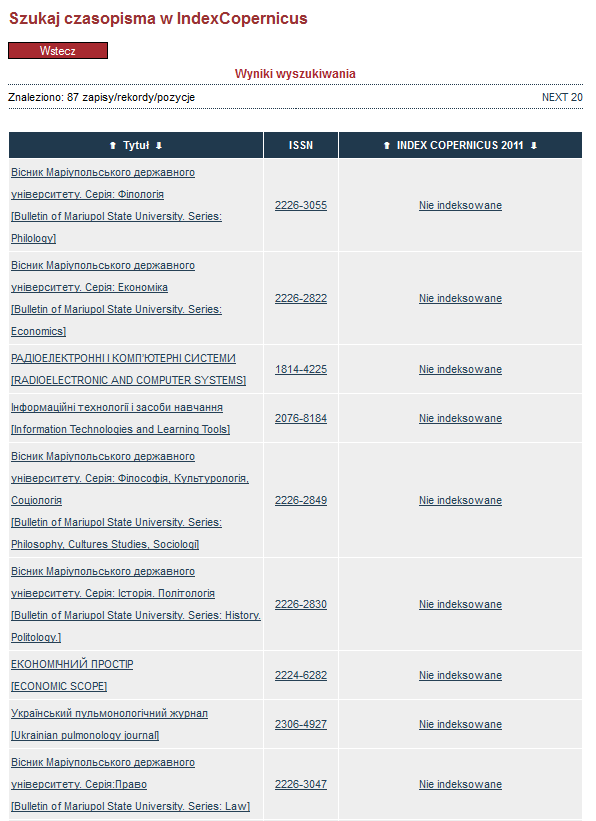 Szukaj czasopisma w IndexCopernicus
Wstecz
Wyniki wyszukiwania
Znaleziono: 87 zapisy/rekordy/pozycje NEXT 20
⬆ Tytuł ⬇ ISSN ⬆ INDEX COPERNICUS 2011 ⬇
Вісник Маріупольського державного
університету. Серія: Філологія
[Bulletin of Mariupol State University. Series:
Philology]
2226-3055 Nie indeksowane
Вісник Маріупольського державного
університету. Серія: Економіка
[Bulletin of Mariupol State University. Series:
Economics]
2226-2822 Nie indeksowane
РАДІОЕЛЕКТРОННІ І КОМП'ЮТЕРНІ СИСТЕМИ
[RADIOELECTRONIC AND COMPUTER SYSTEMS]
1814-4225 Nie indeksowane
Інформаційні технології і засоби навчання
[Information Technologies and Learning Tools]
2076-8184 Nie indeksowane
Вісник Маріупольського державного
університету. Серія: Філософія, Культурологія,
Соціологія
[Bulletin of Mariupol State University. Series:
Philosophy, Cultures Studies, Sociologi]
2226-2849 Nie indeksowane
Вісник Маріупольського державного
університету. Серія: Історія. Політологія
[Bulletin of Mariupol State University. Series: History.
Politology.]
2226-2830 Nie indeksowane
ЕКОНОМІЧНИЙ ПРОСТІР
[ECONOMIC SCOPE]
2224-6282 Nie indeksowane
Український пульмонологічний журнал
[Ukrainian pulmonology journal]
2306-4927 Nie indeksowane
Вісник Маріупольського державного
університету. Серія:Право
[Bulletin of Mariupol State University. Series: Law]
2226-3047 Nie indeksowane